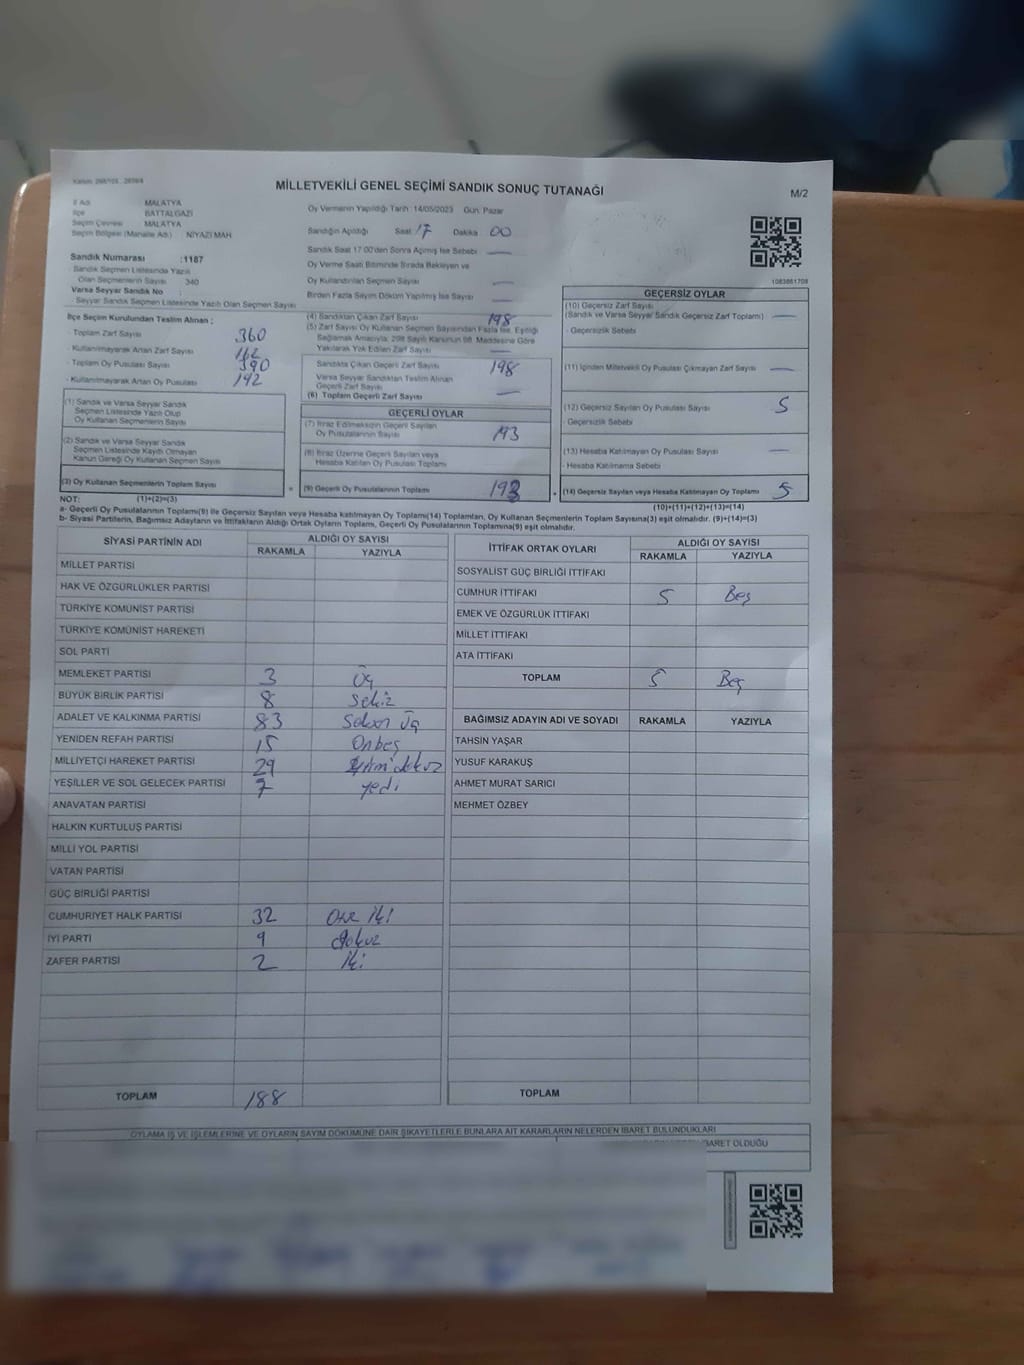 MİLLETVEKİLİ GENEL SEÇİMİ SANDIK SONUÇ TUTANAĞI
M/2
İl Adı MALATYA
İlçe BATTALGAZİ
Seçim Çevresi MALATYA
Seçim Bölgesi (Mahalle Adı) : NİYAZİ MAH
Sandık Numarası :1187
- Sandık Seçmen Listesinde Yazılı
Olan Seçmenlerin Sayısı 340
Varsa Seyyar Sandık No :
- Seyyar Sandık Seçmen Listesinde Yazılı Olan Seçmen Sayısı
Oy Vermenin Yapıldığı Tarih :14/05/2023 Gün: Pazar
Sandığın Açıldığı Saat 17 Dakika 00
Sandık Saat 17.00'den Sonra Açılmış İse Sebebi
Oy Verme Saati Bitiminde Sırada Bekleyen ve
Oy Kullandırılan Seçmen Sayısı
Birden Fazla Sayım Döküm Yapılmış İse Sayısı
1083861708
İlçe Seçim Kurulundan Teslim Alınan ;
- Toplam Zarf Sayısı 360
- Kullanılmayarak Artan Zarf Sayısı 162
- Toplam Oy Pusulası Sayısı 390
- Kullanılmayarak Artan Oy Pusulası 192
(1) Sandık ve Varsa Seyyar Sandık
Seçmen Listesinde Yazılı Olup
Oy Kullanan Seçmenlerin Sayısı
(2) Sandık ve Varsa Seyyar Sandık
Seçmen Listesinde Kayıtlı Olmayan
Kanun Gereği Oy Kullanan Seçmen Sayısı
(3) Oy Kullanan Seçmenlerin Toplam Sayısı
=
(4) Sandıktan Çıkan Zarf Sayısı 198
(5) Zarf Sayısı Oy Kullanan Seçmen Sayısından Fazla İse, Eşitliği
Sağlamak Amacıyla, 298 Sayılı Kanunun 98. Maddesine Göre
Yakılarak Yok Edilen Zarf Sayısı
Sandıkta Çıkan Geçerli Zarf Sayısı 198
Varsa Seyyar Sandıktan Teslim Alınan
Geçerli Zarf Sayısı
(6) Toplam Geçerli Zarf Sayısı
GEÇERLİ OYLAR
(7) İtiraz Edilmeksizin Geçerli Sayılan
Oy Pusulalarının Sayısı 193
(8) İtiraz Üzerine Geçerli Sayılan veya
Hesaba Katılan Oy Pusulası Toplamı
(9) Geçerli Oy Pusulalarının Toplamı 193
+
GEÇERSİZ OYLAR
(10) Geçersiz Zarf Sayısı
(Sandık ve Varsa Seyyar Sandık Geçersiz Zarf Toplamı)
- Geçersizlik Sebebi
(11) İçinden Milletvekili Oy Pusulası Çıkmayan Zarf Sayısı
(12) Geçersiz Sayılan Oy Pusulası Sayısı 5
- Geçersizlik Sebebi
(13) Hesaba Katılmayan Oy Pusulası Sayısı
- Hesaba Katılmama Sebebi
(14) Geçersiz Sayılan veya Hesaba Katılmayan Oy Toplamı 5
NOT: (1)+(2)=(3) (10)+(11)+(12)+(13)=(14)
a- Geçerli Oy Pusulalarının Toplamı(9) ile Geçersiz Sayılan veya Hesaba katılmayan Oy Toplamı(14) Toplamları, Oy Kullanan Seçmenlerin Toplam Sayısına(3) eşit olmalıdır. (9)+(14)=(3)
b- Siyasi Partilerin, Bağımsız Adayların ve İttifakların Aldığı Ortak Oyların Toplamı, Geçerli Oy Pusulalarının Toplamına(9) eşit olmalıdır.
SİYASİ PARTİNİN ADI ALDIĞI OY SAYISI
RAKAMLA YAZIYLA
MİLLET PARTİSİ
HAK VE ÖZGÜRLÜKLER PARTİSİ
TÜRKİYE KOMÜNİST PARTİSİ
TÜRKİYE KOMÜNİST HAREKETİ
SOL PARTİ
MEMLEKET PARTİSİ 3 Üç
BÜYÜK BİRLİK PARTİSİ 8 Sekiz
ADALET VE KALKINMA PARTİSİ 83 Seksen Üç
YENİDEN REFAH PARTİSİ 15 Onbeş
MİLLİYETÇİ HAREKET PARTİSİ 29 Yirmi dokuz
YEŞİLLER VE SOL GELECEK PARTİSİ 7 yedi
ANAVATAN PARTİSİ
HALKIN KURTULUŞ PARTİSİ
MİLLİ YOL PARTİSİ
VATAN PARTİSİ
GÜÇ BİRLİĞİ PARTİSİ
CUMHURİYET HALK PARTİSİ 32 Otuz iki
İYİ PARTİ 9 dokuz
ZAFER PARTİSİ 2 İki
TOPLAM 188
İTTİFAK ORTAK OYLARI ALDIĞI OY SAYISI
RAKAMLA YAZIYLA
SOSYALİST GÜÇ BİRLİĞİ İTTİFAKI
CUMHUR İTTİFAKI 5 Beş
EMEK VE ÖZGÜRLÜK İTTİFAKI
MİLLET İTTİFAKI
ATA İTTİFAKI
TOPLAM 5 Beş
BAĞIMSIZ ADAYIN ADI VE SOYADI RAKAMLA YAZIYLA
TAHSİN YAŞAR
YUSUF KARAKUŞ
AHMET MURAT SARICI
MEHMET ÖZBEY
TOPLAM
OYLAMA İŞ VE İŞLEMLERİNE VE OYLARIN SAYIM DÖKÜMÜNE DAİR ŞİKAYETLERLE BUNLARA AİT KARARLARIN NELERDEN İBARET BULUNDUKLARI
BARET OLDUĞU